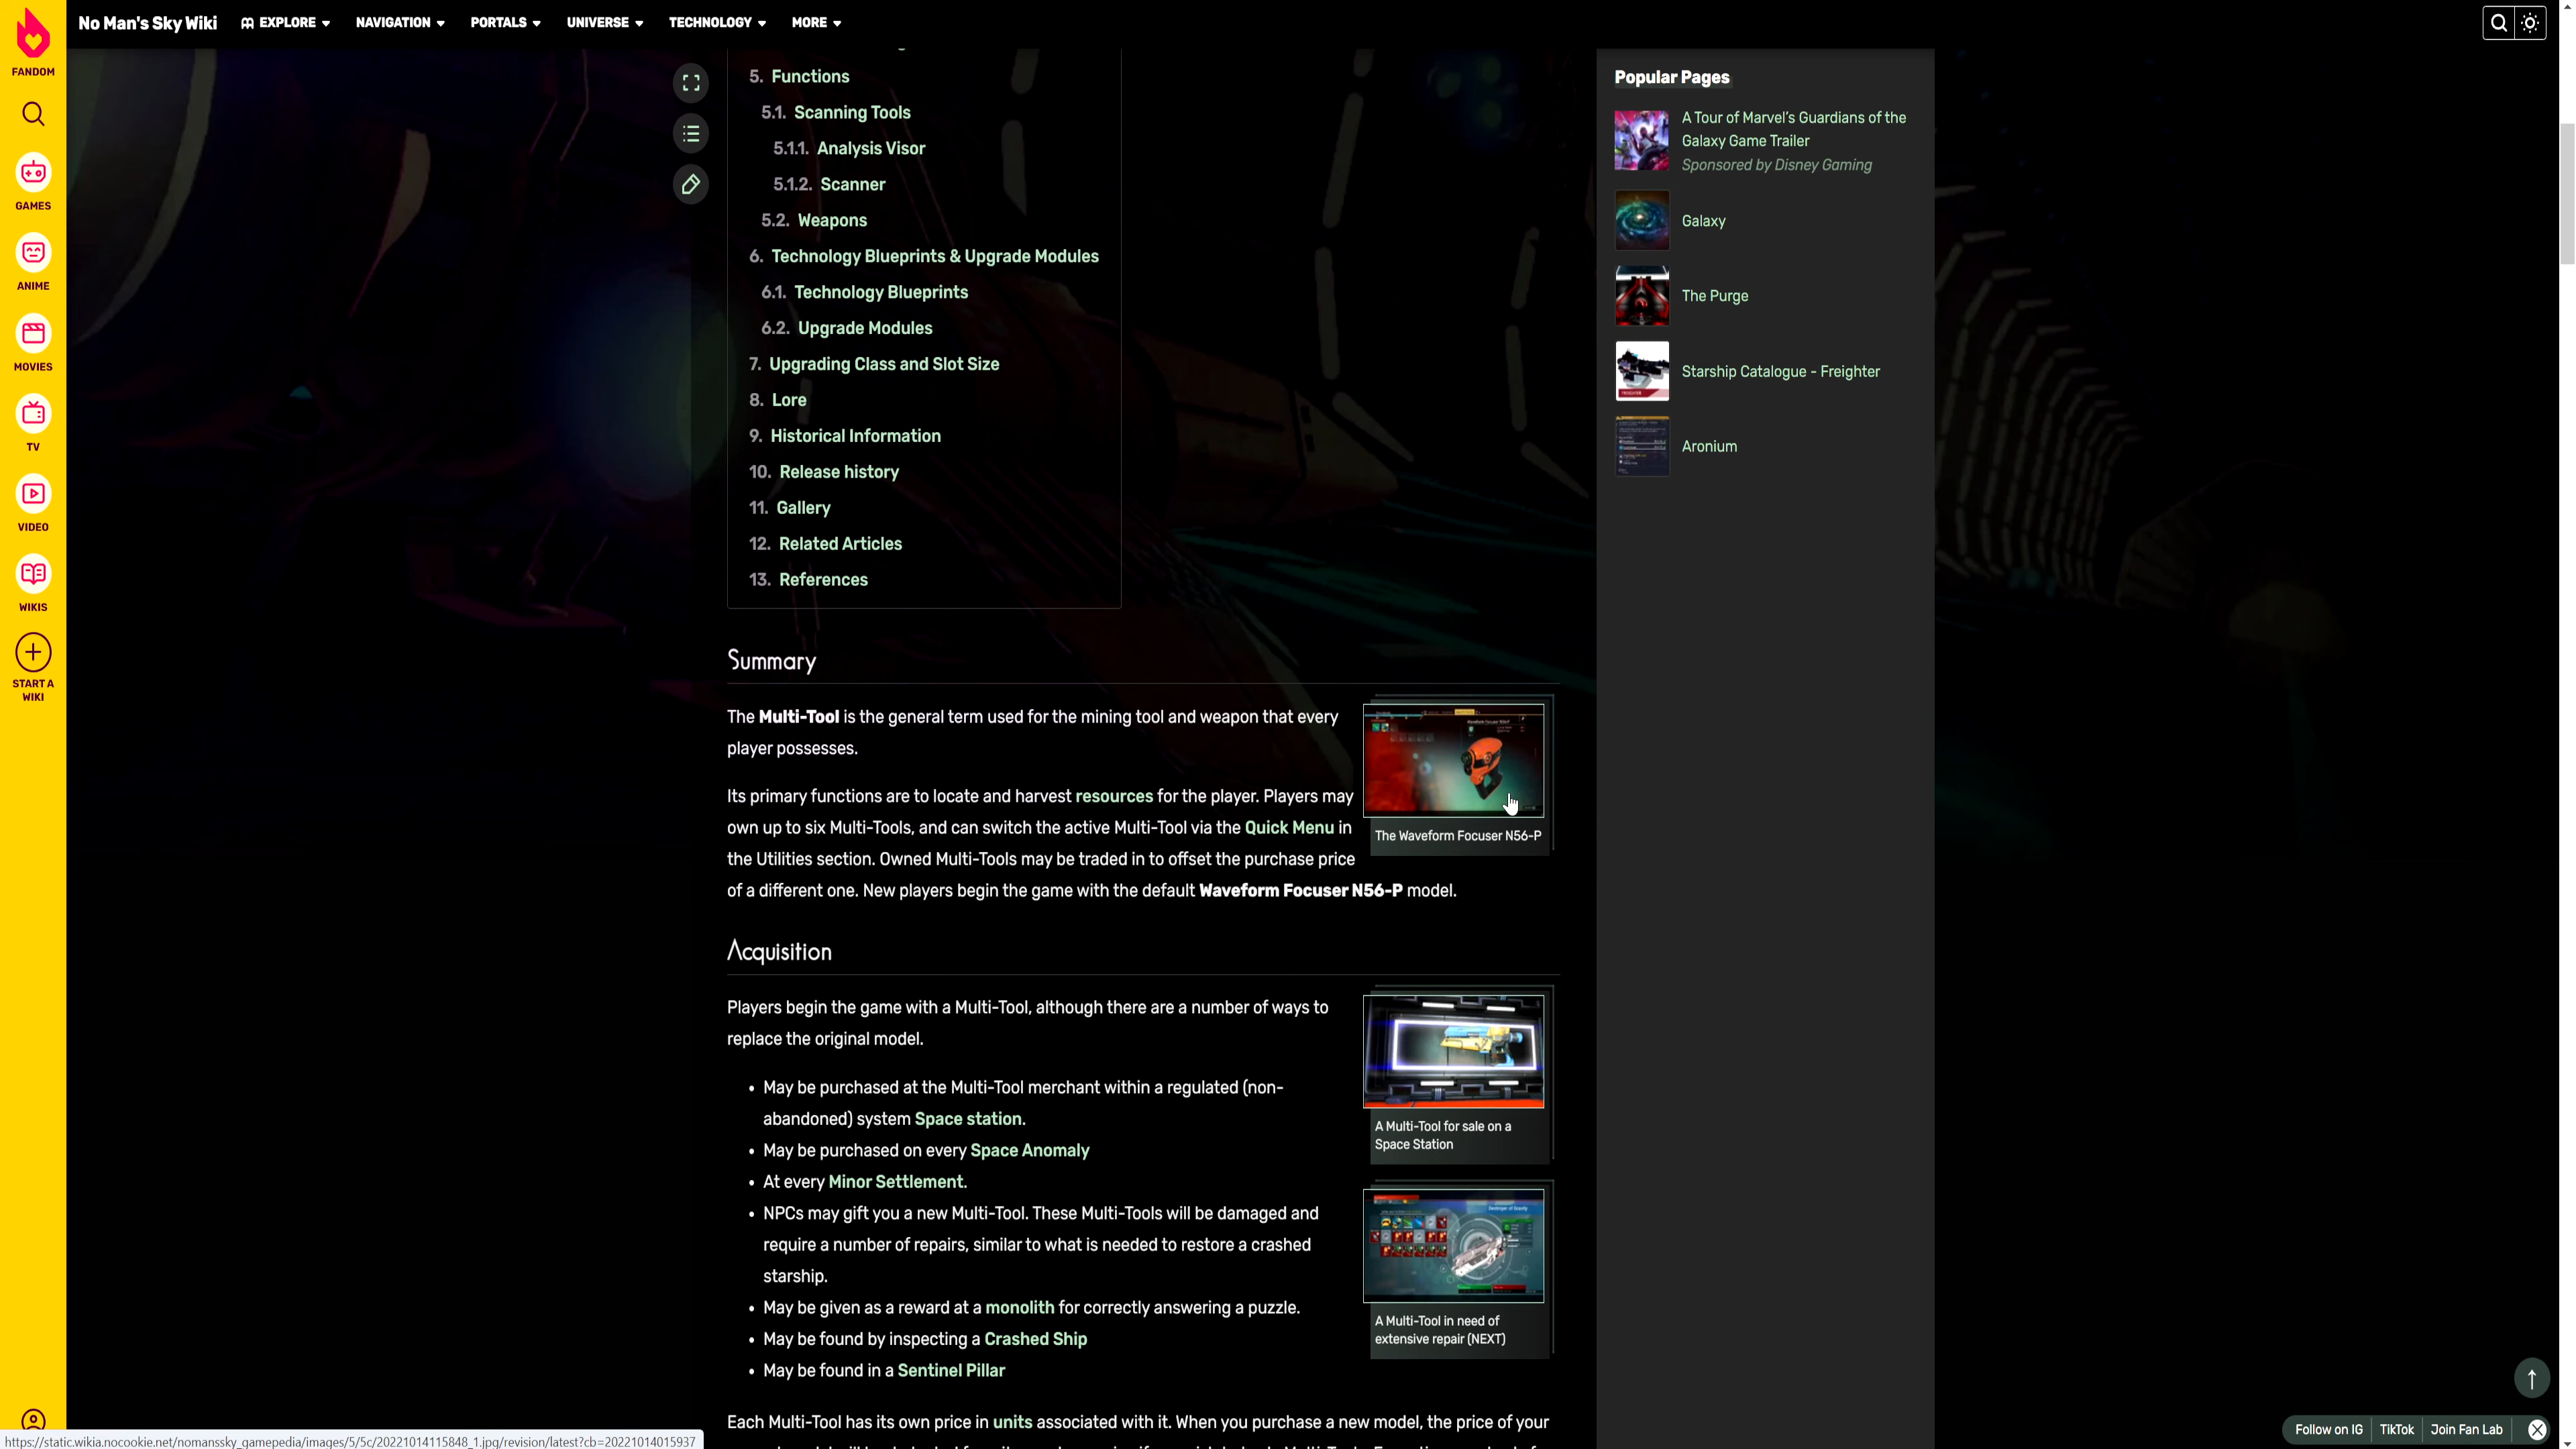 No Man's Sky Wiki
EXPLORE
NAVIGATION
PORTALS
UNIVERSE
TECHNOLOGY
MORE
FANDOM
GAMES
ANIME
MOVIES
TV
VIDEO
WIKIS
START A
WIKI
5. Functions
5.1. Scanning Tools
5.1.1. Analysis Visor
5.1.2. Scanner
5.2. Weapons
6. Technology Blueprints & Upgrade Modules
6.1. Technology Blueprints
6.2. Upgrade Modules
7. Upgrading Class and Slot Size
8. Lore
9. Historical Information
10. Release history
11. Gallery
12. Related Articles
13. References
Summary
The Multi-Tool is the general term used for the mining tool and weapon that every
player possesses.
Its primary functions are to locate and harvest resources for the player. Players may
own up to six Multi-Tools, and can switch the active Multi-Tool via the Quick Menu in
the Utilities section. Owned Multi-Tools may be traded in to offset the purchase price
of a different one. New players begin the game with the default Waveform Focuser N56-P model.
The Waveform Focuser N56-P
Acquisition
Players begin the game with a Multi-Tool, although there are a number of ways to
replace the original model.
• May be purchased at the Multi-Tool merchant within a regulated (non-
abandoned) system Space station.
• May be purchased on every Space Anomaly
• At every Minor Settlement.
• NPCs may gift you a new Multi-Tool. These Multi-Tools will be damaged and
require a number of repairs, similar to what is needed to restore a crashed
starship.
• May be given as a reward at a monolith for correctly answering a puzzle.
• May be found by inspecting a Crashed Ship
• May be found in a Sentinel Pillar
A Multi-Tool for sale on a
Space Station
A Multi-Tool in need of
extensive repair (NEXT)
Each Multi-Tool has its own price in units associated with it. When you purchase a new model, the price of your
Popular Pages
A Tour of Marvel's Guardians of the
Galaxy Game Trailer
Sponsored by Disney Gaming
Galaxy
The Purge
Starship Catalogue - Freighter
Aronium
Follow on IG
TikTok
Join Fan Lab
https://static.wikia.nocookie.net/nomanssky_gamepedia/images/5/5c/20221014115848_1.jpg/revision/latest?cb=20221014015937